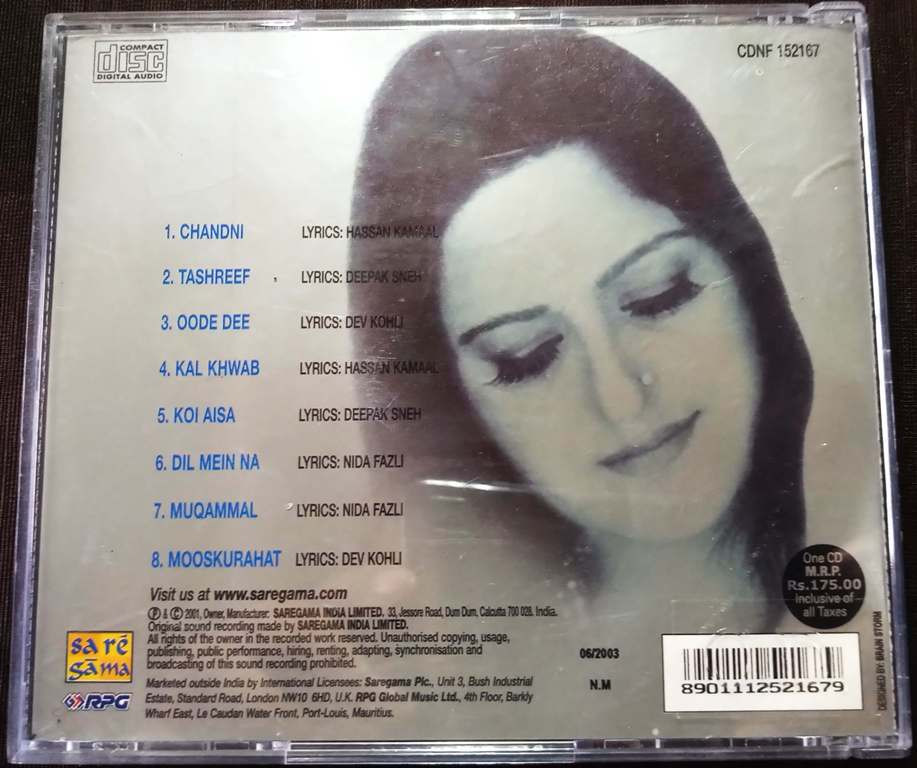 COMPACT
disc
DIGITAL AUDIO
CDNF 152167
1. CHANDNI LYRICS: HASSAN KAMAAL
2. TASHREEF LYRICS: DEEPAK SNEH
3. OODE DEE LYRICS: DEV KOHLI
4. KAL KHWAB LYRICS: HASSAN KAMAAL
5. KOI AISA LYRICS: DEEPAK SNEH
6. DIL MEIN NA LYRICS: NIDA FAZLI
7. MUQAMMAL LYRICS: NIDA FAZLI
8. MOOSKURAHAT LYRICS: DEV KOHLI
One CD
M.R.P.
Rs.175.00
Inclusive of
all Taxes
Visit us at www.saregama.com
℗ & © 2001, Owner, Manufacturer: SAREGAMA INDIA LIMITED. 33, Jessore Road, Dum Dum, Calcutta 700 028. India.
Original sound recording made by SAREGAMA INDIA LIMITED.
All rights of the owner in the recorded work reserved. Unauthorised copying, usage,
publishing, public performance, hiring, renting, adapting, synchronisation and
broadcasting of this sound recording prohibited.
Marketed outside India by International Licensees: Saregama Plc., Unit 3, Bush Industrial
Estate, Standard Road, London NW10 6HD, U.K. RPG Global Music Ltd., 4th Floor, Barkly
Wharf East, Le Caudan Water Front, Port-Louis, Mauritius.
sa rē
gāma
RPG
06/2003
N.M
8901112521679
DESIGNED BY: BRAIN STORM